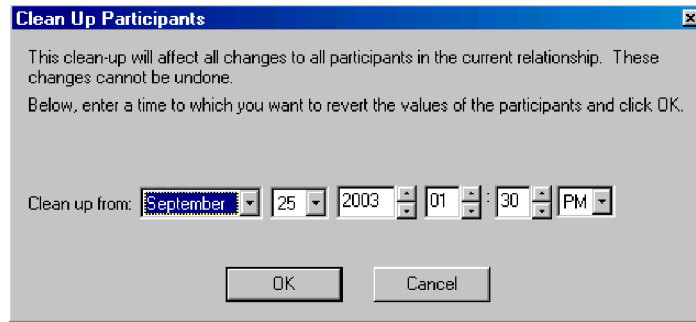 Clean Up Participants
This clean-up will affect all changes to all participants in the current relationship. These
changes cannot be undone.
Below, enter a time to which you want to revert the values of the participants and click OK.
Clean up from: September 25 2003 01 : 30 PM
OK Cancel